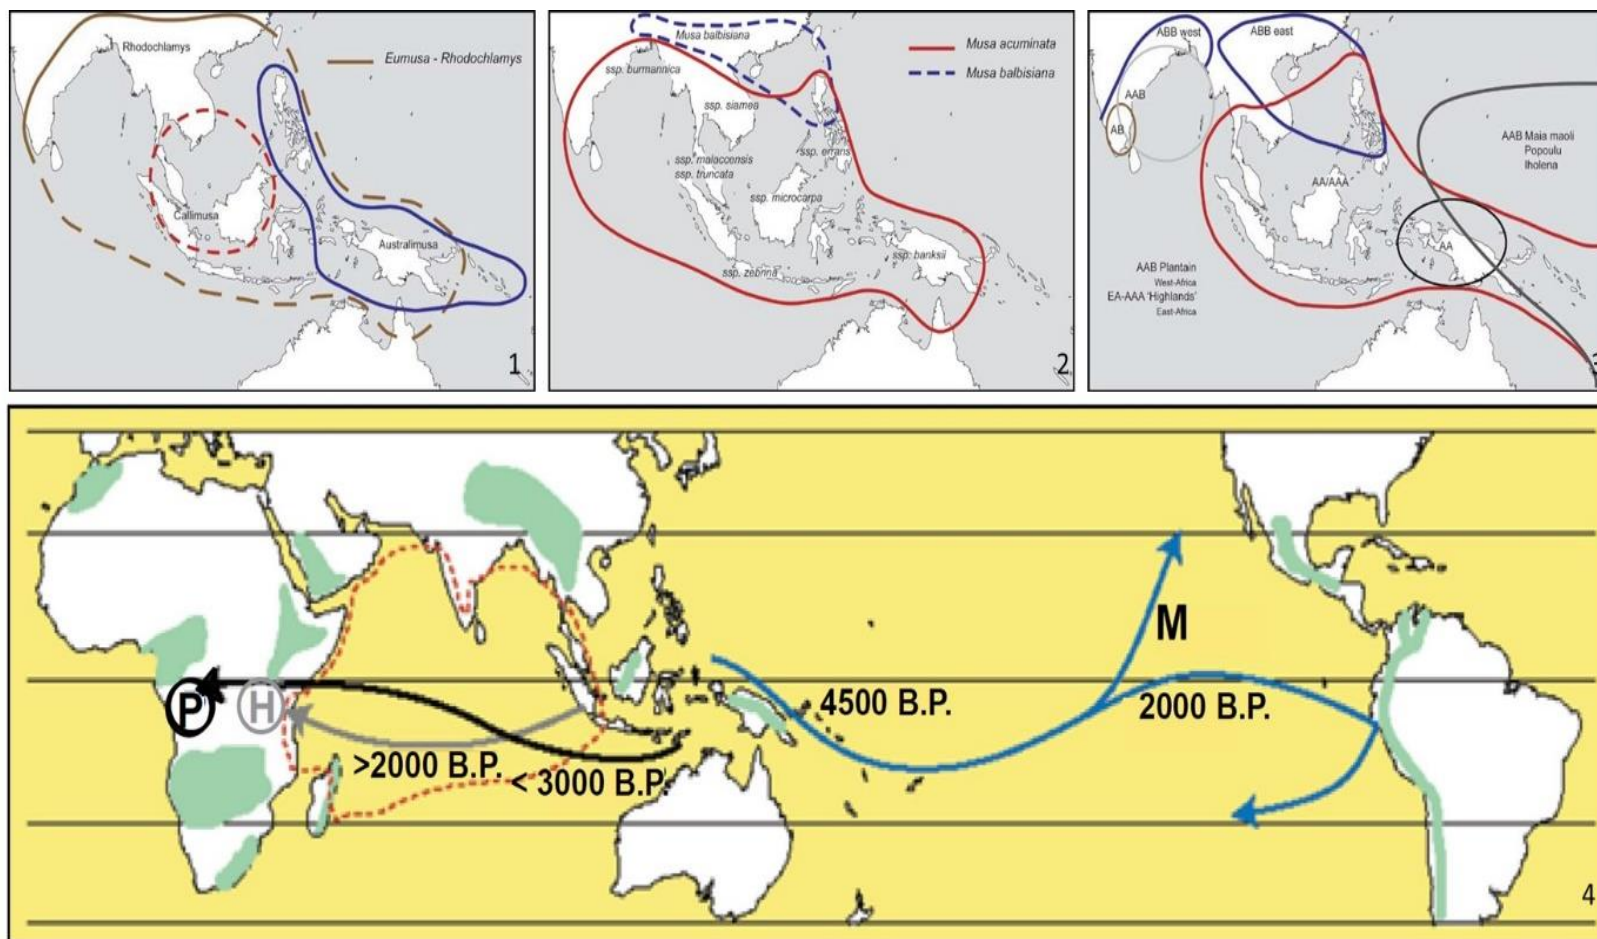 Rhodochlamys
Eumusa - Rhodochlamys
Callimusa
Australimusa
1
Musa balbisiana
Musa acuminata
Musa balbisiana
ssp. burmannica
ssp. siamea
ssp. errans
ssp. malaccensis
ssp. truncata
ssp. microcarpa
ssp. banksii
ssp. zebrina
2
ABB west
ABB east
AAB
AB
AAB Maia maoli
Popoulu
Iholena
AA/AAA
AA
AAB Plantain
West-Africa
EA-AAA 'Highlands'
East-Africa
3
M
P
H
4500 B.P.
2000 B.P.
>2000 B.P.
< 3000 B.P.
4